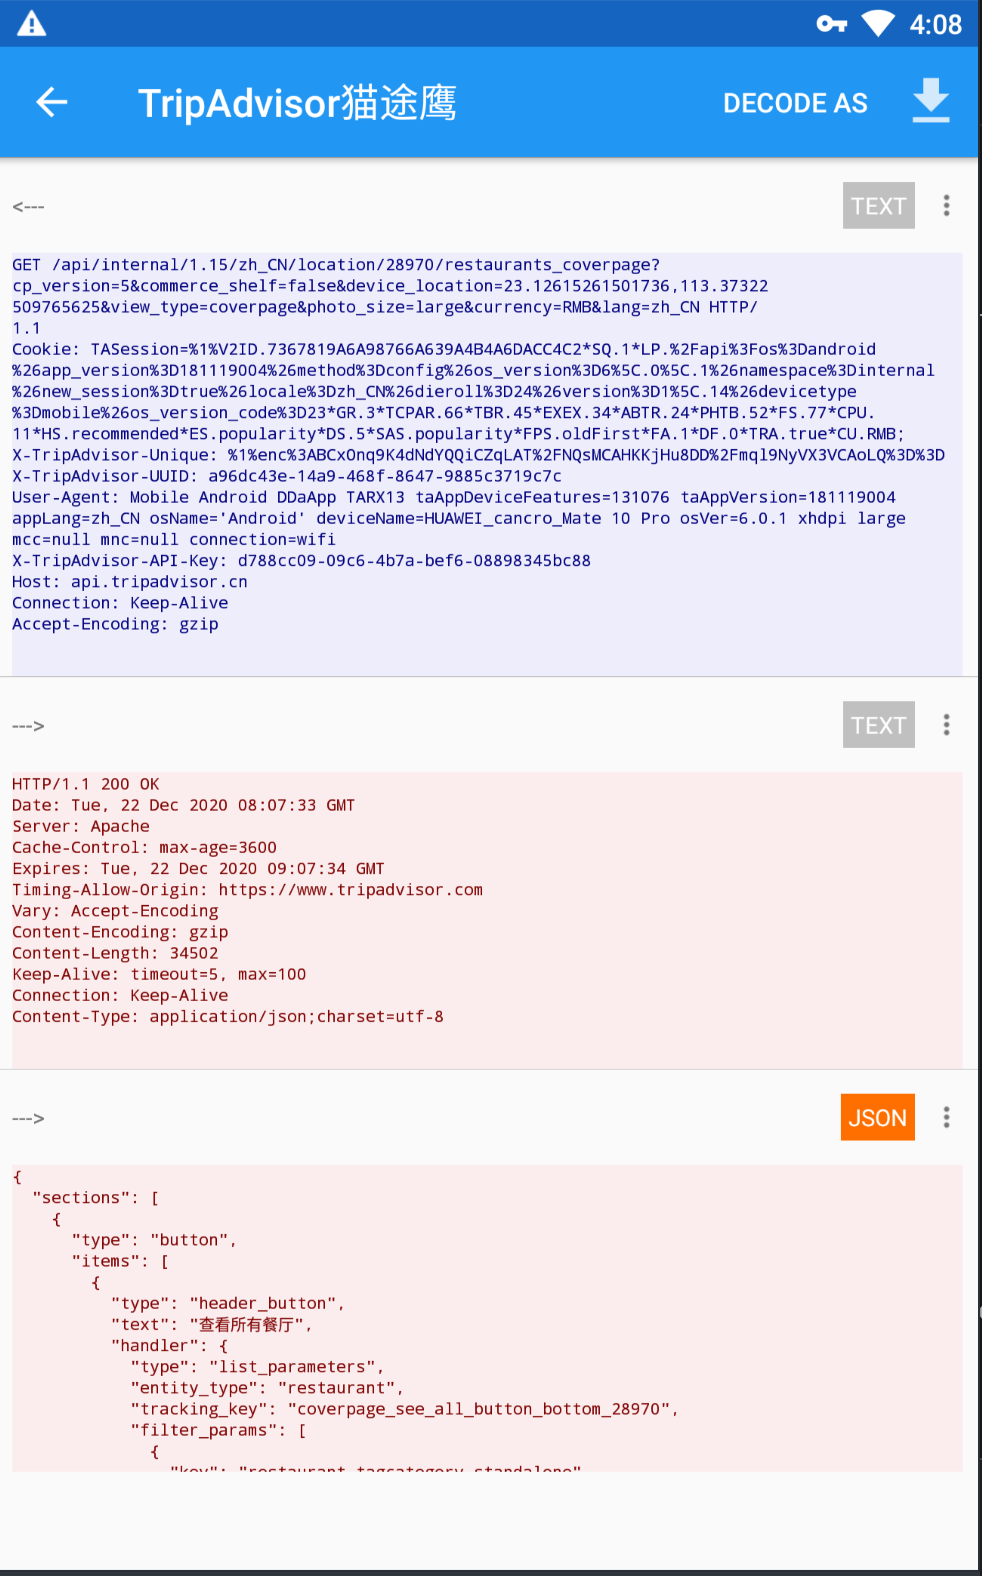 4:08
TripAdvisor猫途鹰
DECODE AS
<---
TEXT
GET /api/internal/1.15/zh_CN/location/28970/restaurants_coverpage?
cp_version=5&commerce_shelf=false&device_location=23.12615261501736,113.37322
509765625&view_type=coverpage&photo_size=large&currency=RMB&lang=zh_CN HTTP/
1.1
Cookie: TASession=%1%V2ID.7367819A6A98766A639A4B4A6DACC4C2*SQ.1*LP.%2Fapi%3Fos%3Dandroid
%26app_version%3D181119004%26method%3Dconfig%26os_version%3D6%5C.0%5C.1%26namespace%3Dinternal
%26new_session%3Dtrue%26locale%3Dzh_CN%26dieroll%3D24%26version%3D1%5C.14%26devicetype
%3Dmobile%26os_version_code%3D23*GR.3*TCPAR.66*TBR.45*EXEX.34*ABTR.24*PHTB.52*FS.77*CPU.
11*HS.recommended*ES.popularity*DS.5*SAS.popularity*FPS.oldFirst*FA.1*DF.0*TRA.true*CU.RMB;
X-TripAdvisor-Unique: %1%enc%3ABCxOnq9K4dNdYQQiCZqLAT%2FNQsMCAHKKjHu8DD%2Fmql9NyVX3VCAoLQ%3D%3D
X-TripAdvisor-UUID: a96dc43e-14a9-468f-8647-9885c3719c7c
User-Agent: Mobile Android DDaApp TARX13 taAppDeviceFeatures=131076 taAppVersion=181119004
appLang=zh_CN osName='Android' deviceName=HUAWEI_cancro_Mate 10 Pro osVer=6.0.1 xhdpi large
mcc=null mnc=null connection=wifi
X-TripAdvisor-API-Key: d788cc09-09c6-4b7a-bef6-08898345bc88
Host: api.tripadvisor.cn
Connection: Keep-Alive
Accept-Encoding: gzip
--->
TEXT
HTTP/1.1 200 OK
Date: Tue, 22 Dec 2020 08:07:33 GMT
Server: Apache
Cache-Control: max-age=3600
Expires: Tue, 22 Dec 2020 09:07:34 GMT
Timing-Allow-Origin: https://www.tripadvisor.com
Vary: Accept-Encoding
Content-Encoding: gzip
Content-Length: 34502
Keep-Alive: timeout=5, max=100
Connection: Keep-Alive
Content-Type: application/json;charset=utf-8
--->
JSON
{
"sections": [
{
"type": "button",
"items": [
{
"type": "header_button",
"text": "查看所有餐厅",
"handler": {
"type": "list_parameters",
"entity_type": "restaurant",
"tracking_key": "coverpage_see_all_button_bottom_28970",
"filter_params": [
{
"key": "restaurant_tagcategory_standalone"